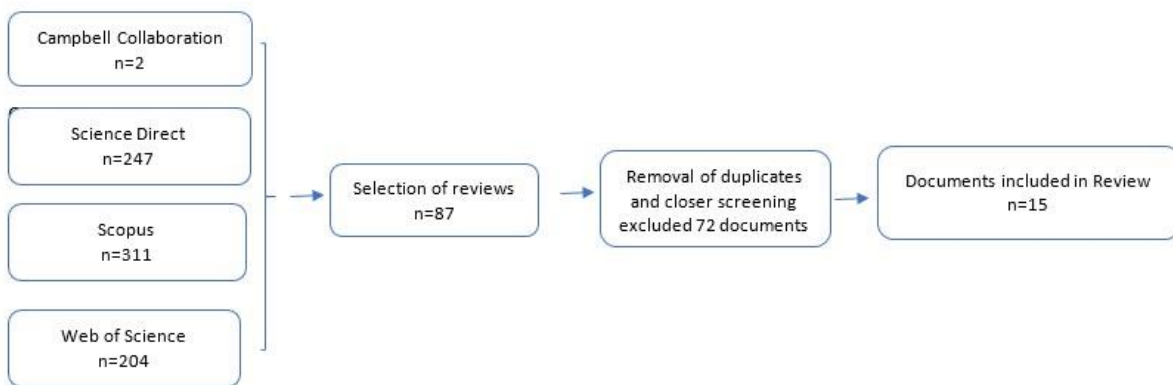 Campbell Collaboration
n=2
Science Direct
n=247
Scopus
n=311
Web of Science
n=204
Selection of reviews
n=87
Removal of duplicates
and closer screening
excluded 72 documents
Documents included in Review
n=15